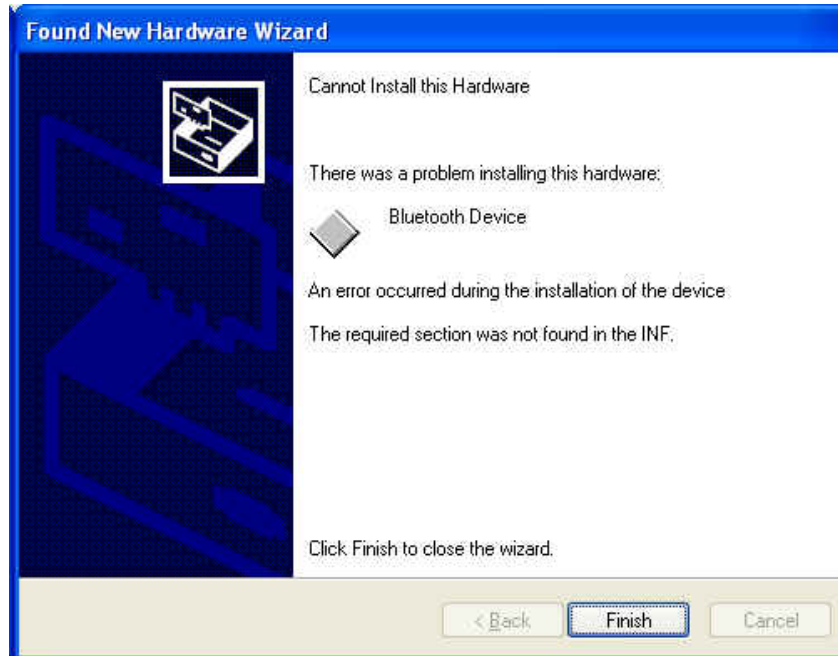 Found New Hardware Wizard
Cannot Install this Hardware
There was a problem installing this hardware:
Bluetooth Device
An error occurred during the installation of the device
The required section was not found in the INF.
Click Finish to close the wizard.
< Back
Finish
Cancel